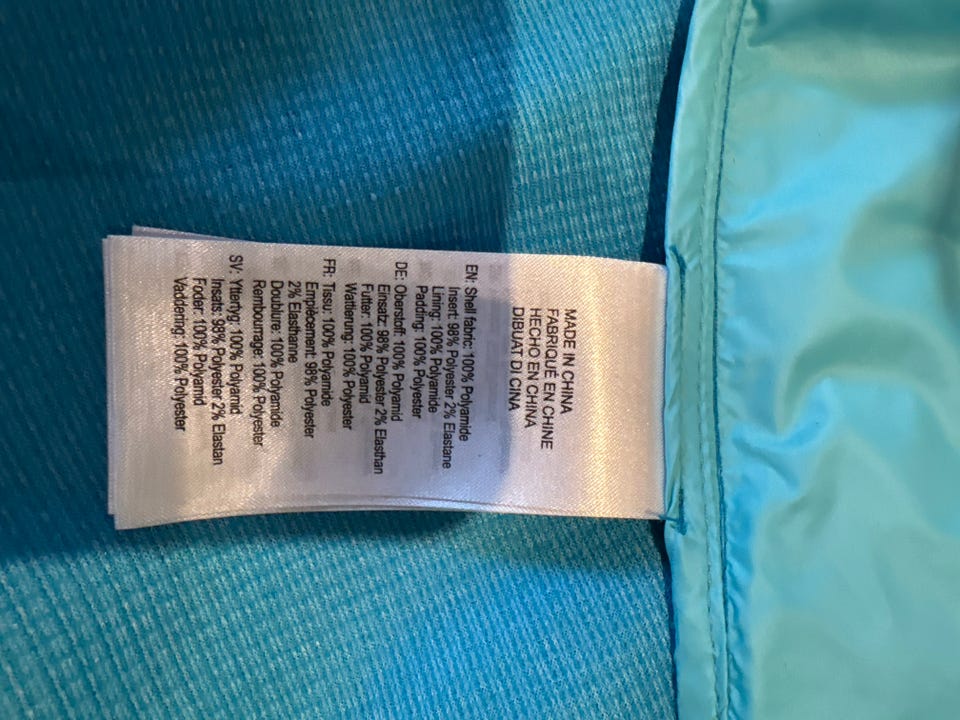 MADE IN CHINA
FABRIQUÉ EN CHINE
HECHO EN CHINA
DIBUAT DI CINA
EN: Shell fabric: 100% Polyamide
Insert: 98% Polyester 2% Elastane
Lining: 100% Polyamide
Padding: 100% Polyester
DE: Oberstoff: 100% Polyamid
Einsatz: 98% Polyester 2% Elasthan
Futter: 100% Polyamid
Wattierung: 100% Polyester
FR: Tissu: 100% Polyamide
Empiècement: 98% Polyester
2% Elasthanne
Doublure: 100% Polyamide
Rembourrage: 100% Polyester
SV: Yttertyg: 100% Polyamid
Insats: 98% Polyester 2% Elastan
Foder: 100% Polyamid
Vaddering: 100% Polyester